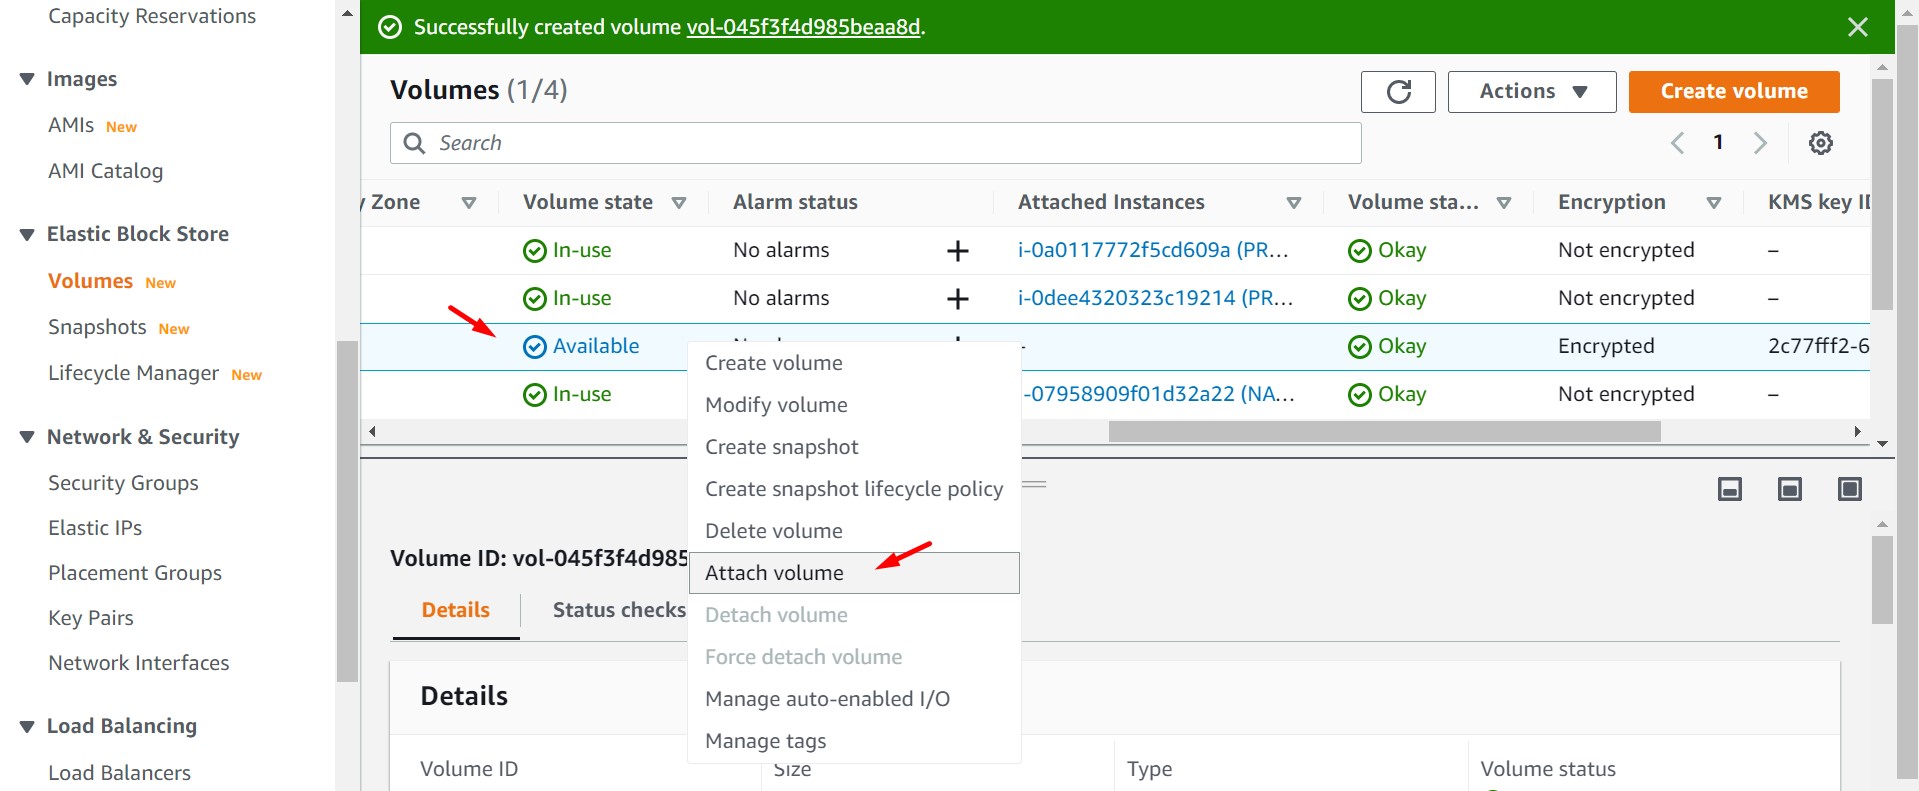 Capacity Reservations
Images
AMIs New
AMI Catalog
Elastic Block Store
Volumes New
Snapshots New
Lifecycle Manager New
Network & Security
Security Groups
Elastic IPs
Placement Groups
Key Pairs
Network Interfaces
Load Balancing
Load Balancers
Successfully created volume vol-045f3f4d985beaa8d.
Volumes (1/4)
Actions
Create volume
Search
1
y Zone Volume state Alarm status Attached Instances Volume sta... Encryption KMS key ID
In-use No alarms i-0a0117772f5cd609a (PR... Okay Not encrypted –
In-use No alarms i-0dee4320323c19214 (PR... Okay Not encrypted –
Available – Okay Encrypted 2c77fff2-6
In-use -07958909f01d32a22 (NA... Okay Not encrypted –
Create volume
Modify volume
Create snapshot
Create snapshot lifecycle policy
Delete volume
Attach volume
Detach volume
Force detach volume
Manage auto-enabled I/O
Manage tags
Volume ID: vol-045f3f4d985
Details Status checks
Details
Volume ID Size Type Volume status